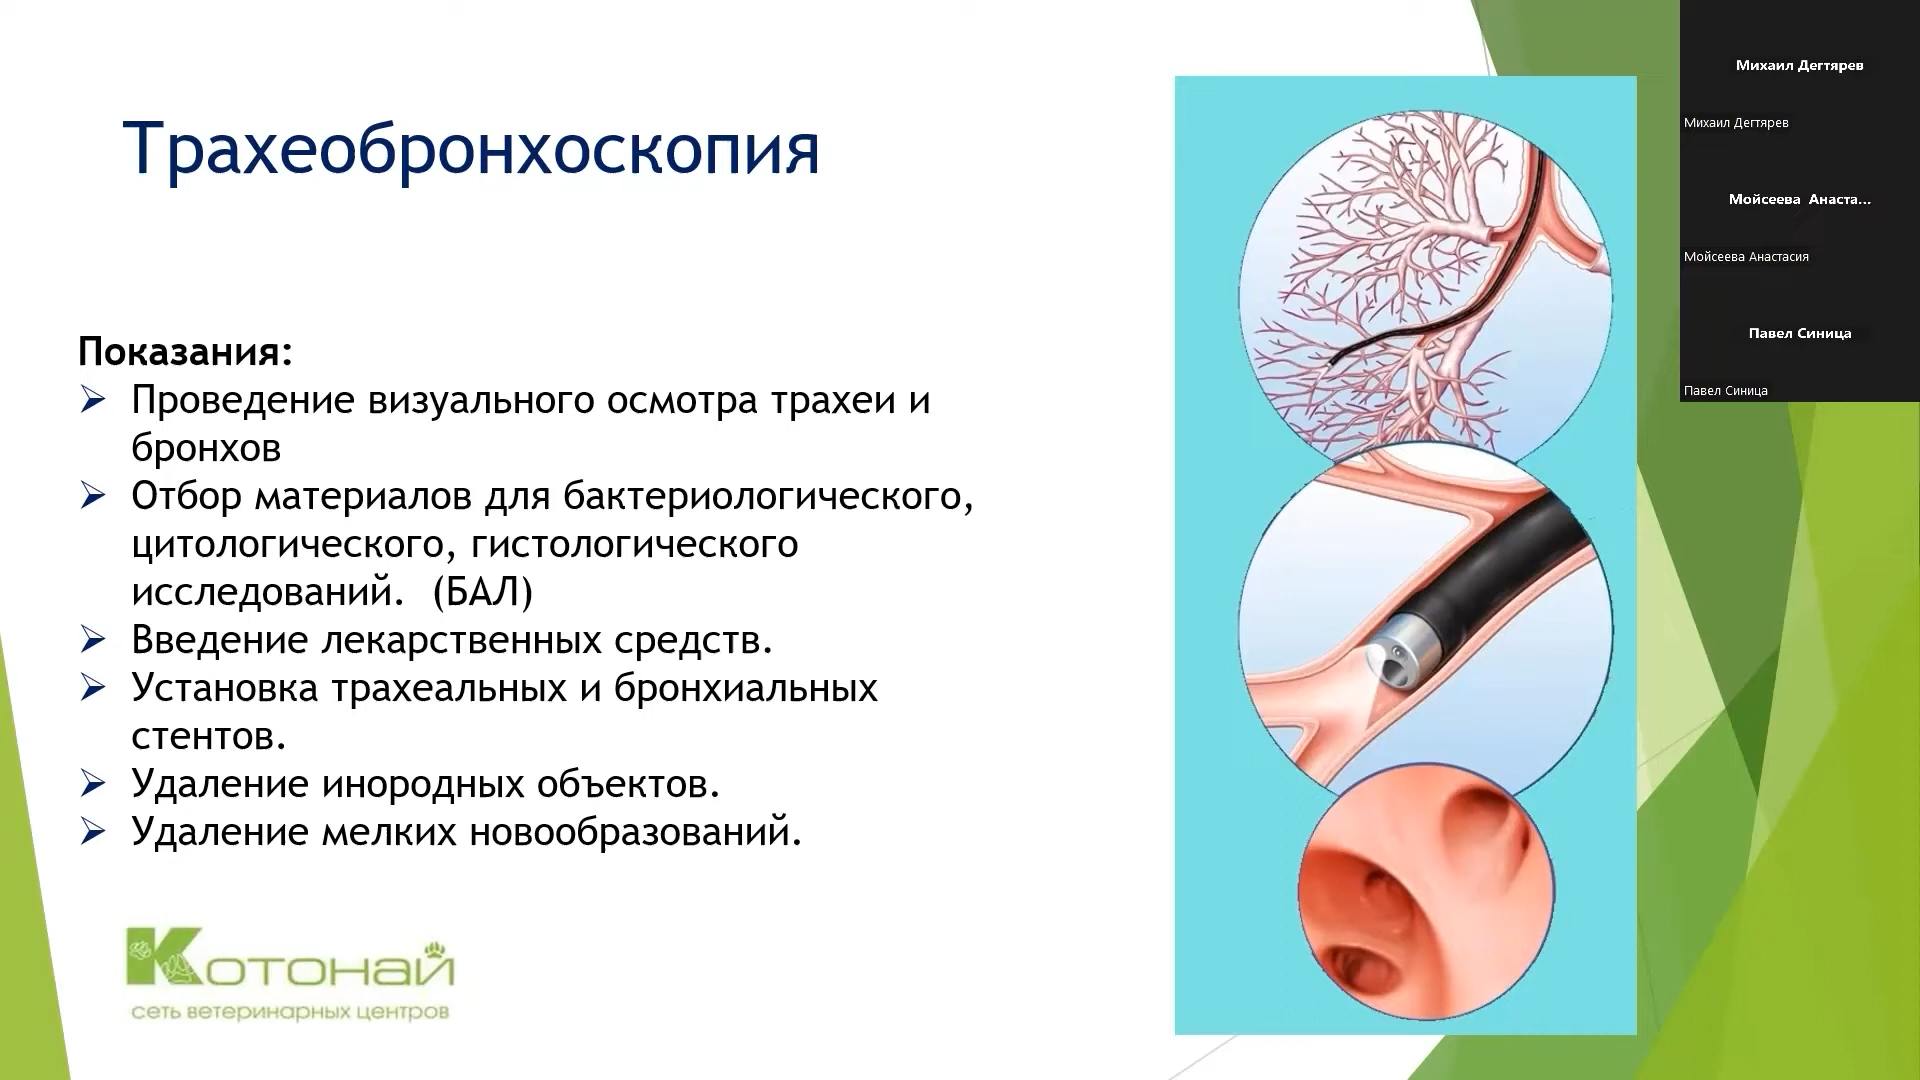 Трахеобронхоскопия
Показания:
Проведение визуального осмотра трахеи и
бронхов
Отбор материалов для бактериологического,
цитологического, гистологического
исследований. (БАЛ)
Введение лекарственных средств.
Установка трахеальных и бронхиальных
стентов.
Удаление инородных объектов.
Удаление мелких новообразований.
Котонай
сеть ветеринарных центров
Михаил Дегтярев
Михаил Дегтярев
Мойсеева Анаста...
Мойсеева Анастасия
Павел Синица
Павел Синица